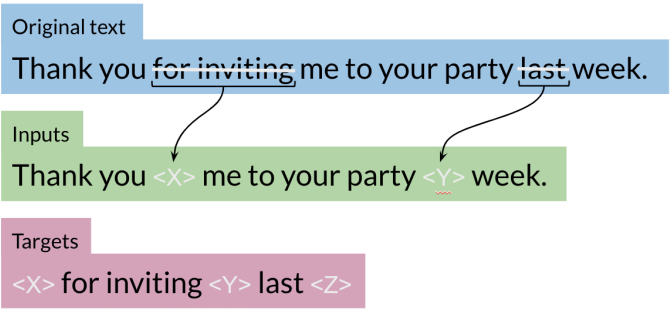 Original text
Thank you for inviting me to your party last week.
Inputs
Thank you <X> me to your party <Y> week.
Targets
<X> for inviting <Y> last <Z>